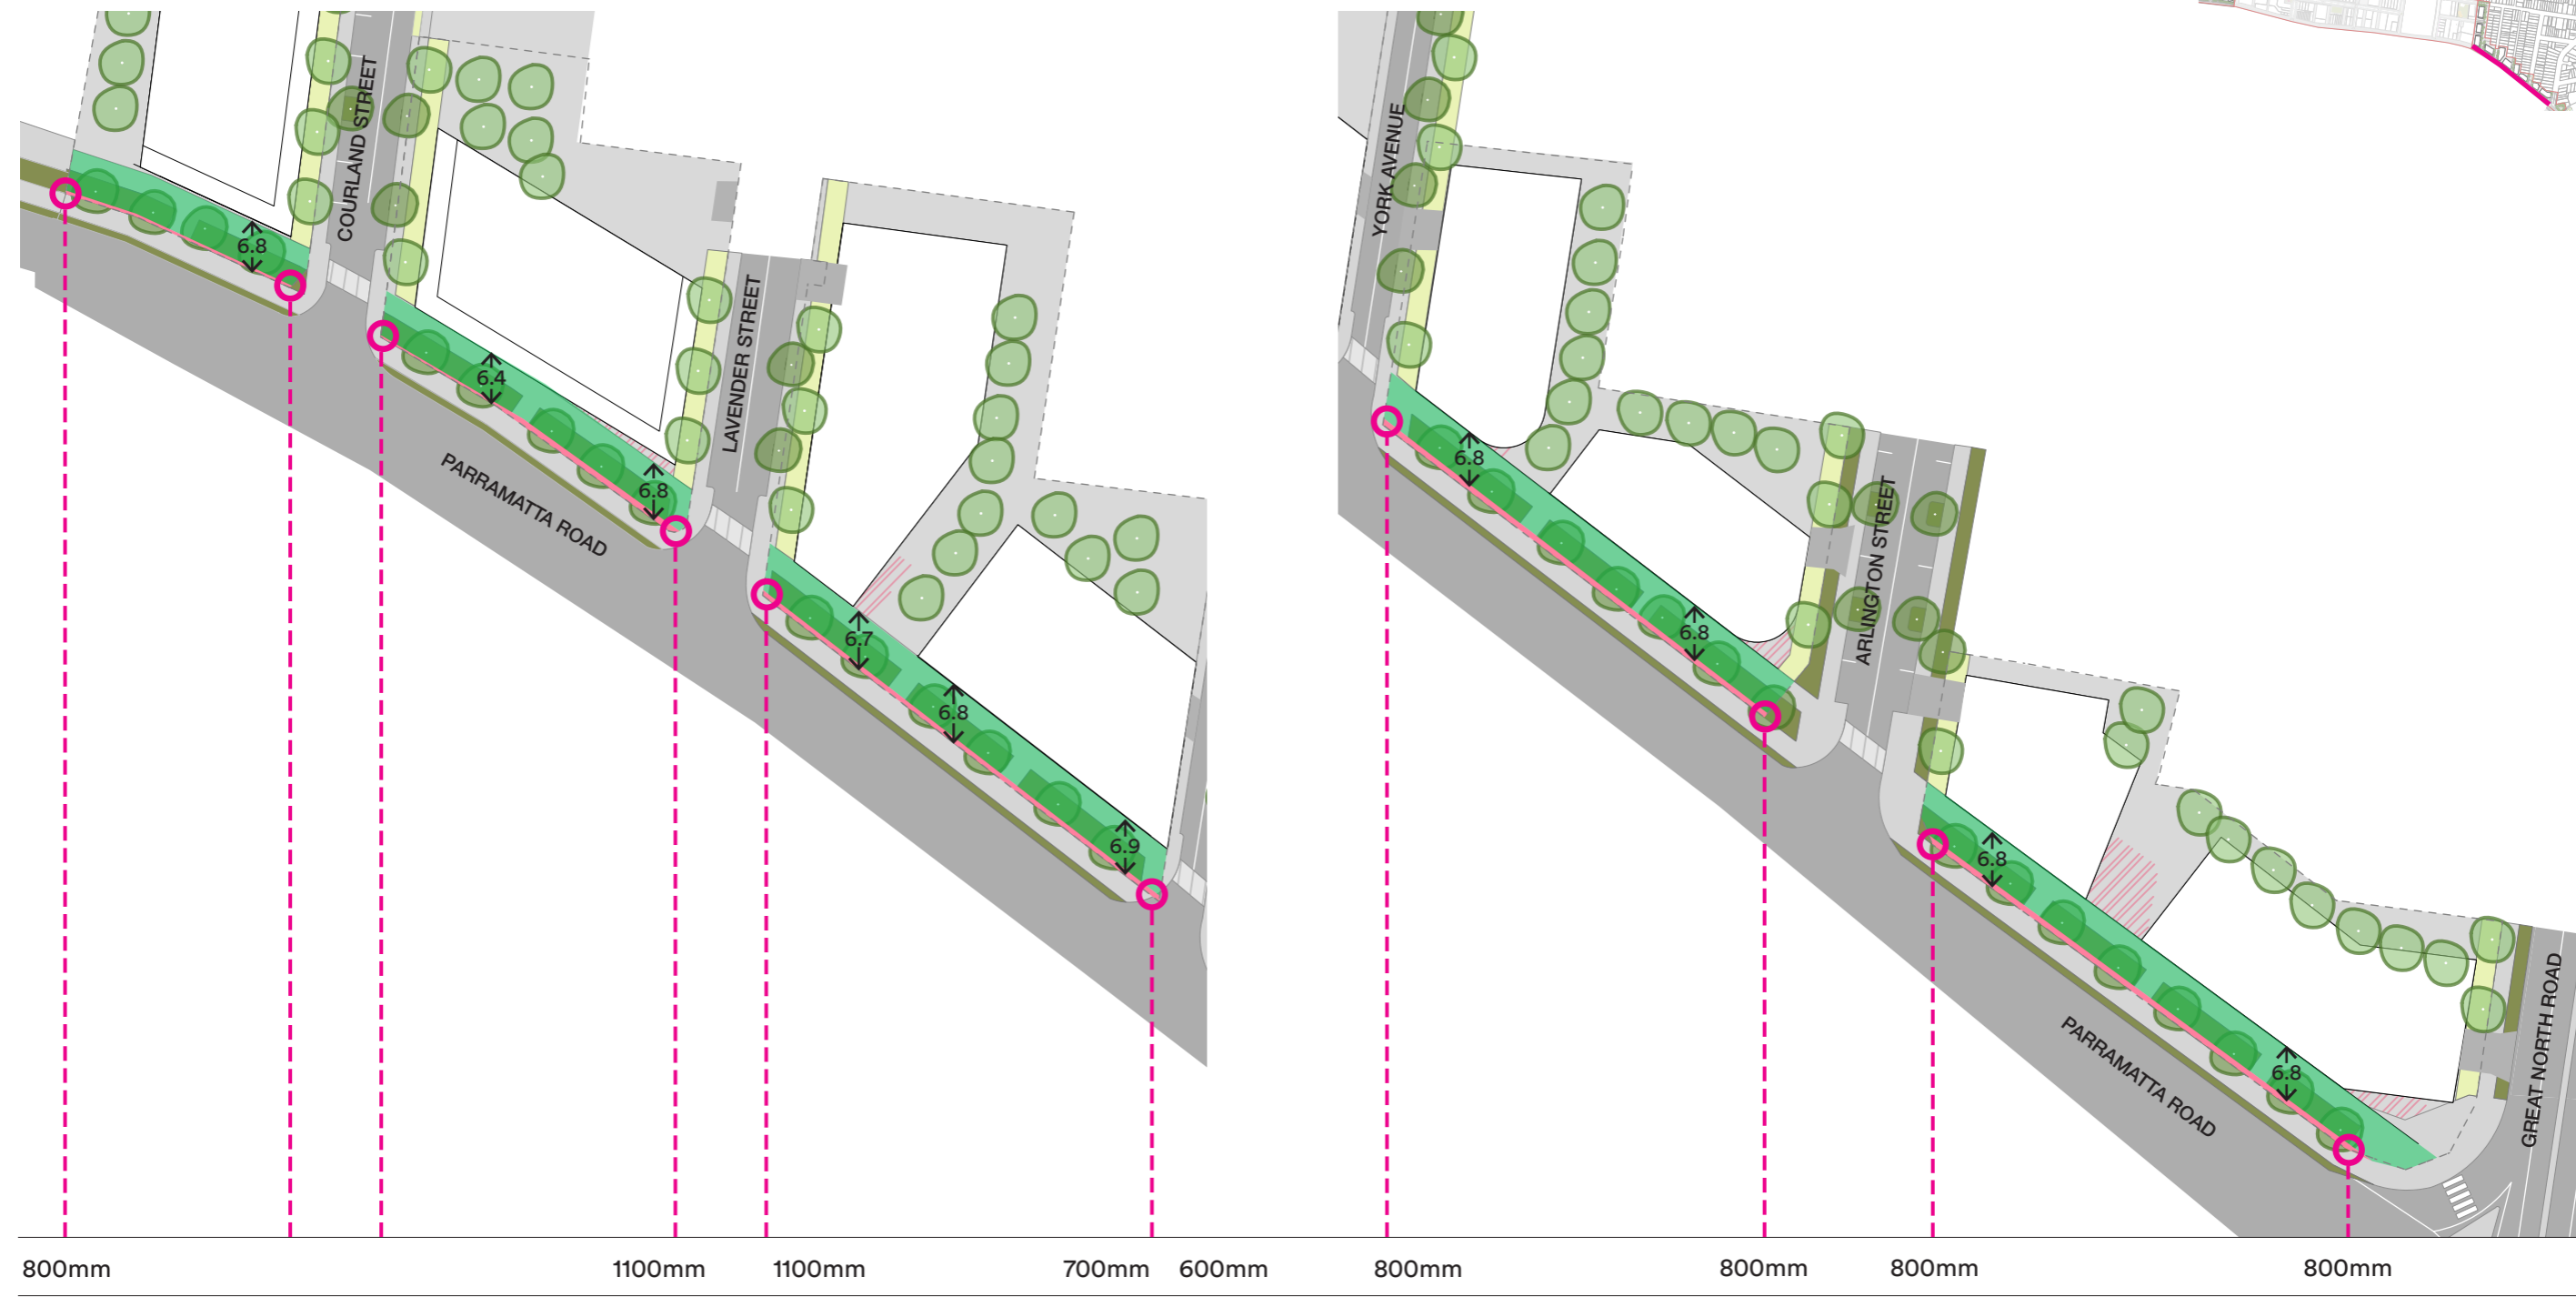 COURLAND STREET
6.8
6.4
6.8
LAVENDER STREET
PARRAMATTA ROAD
6.7
6.8
6.9
YORK AVENUE
6.8
6.8
ARLINGTON STREET
6.8
6.8
PARRAMATTA ROAD
GREAT NORTH ROAD
800mm 1100mm 1100mm 700mm 600mm 800mm 800mm 800mm 800mm